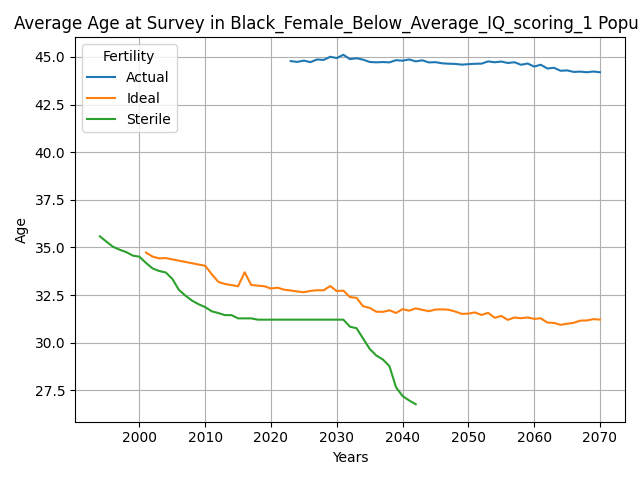 Average Age at Survey in Black_Female_Below_Average_IQ_scoring_1 Popu
Fertility
Actual
Ideal
Sterile
45.0
42.5
40.0
37.5
35.0
32.5
30.0
27.5
Age
2000 2010 2020 2030 2040 2050 2060 2070
Years